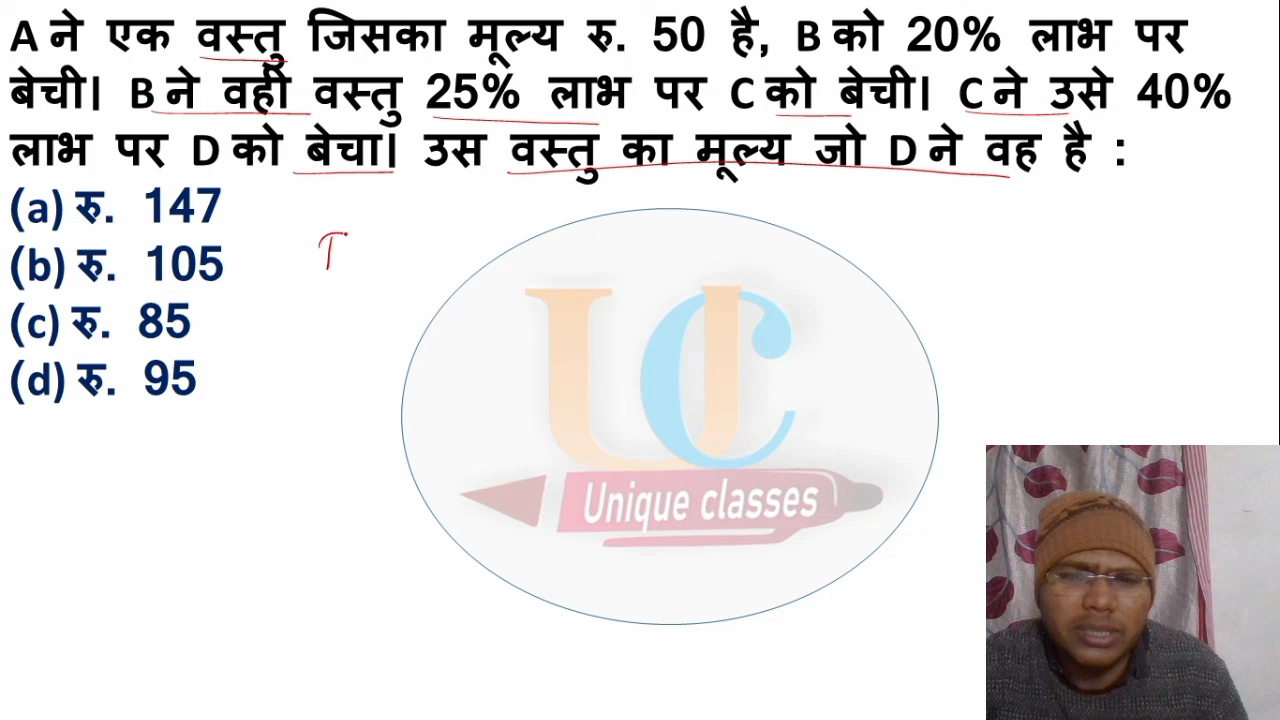 A ने एक वस्तु जिसका मूल्य रु. 50 है, B को 20% लाभ पर
बेची। B ने वही वस्तु 25% लाभ पर C को बेची। C ने उसे 40%
लाभ पर D को बेचा। उस वस्तु का मूल्य जो D ने वह है :
(a) रु. 147
(b) रु. 105
(c) रु. 85
(d) रु. 95
UC
Unique classes